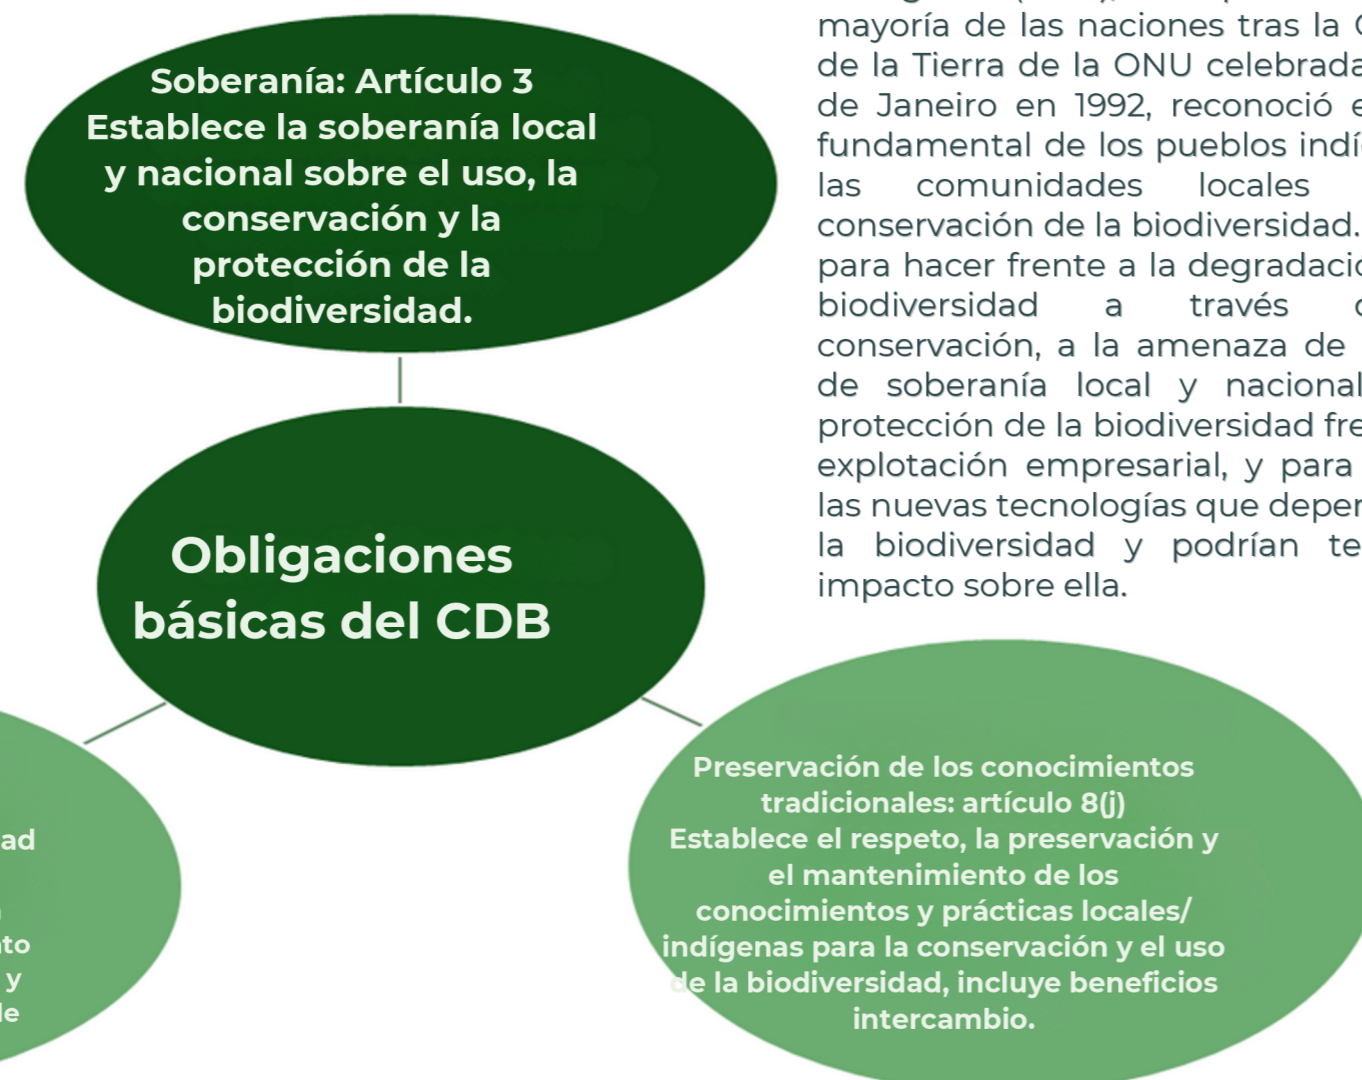 Soberanía: Artículo 3
Establece la soberanía local
y nacional sobre el uso, la
conservación y la
protección de la
biodiversidad.
Obligaciones
básicas del CDB
mayoría de las naciones tras la
de la Tierra de la ONU celebrada
de Janeiro en 1992, reconoció
fundamental de los pueblos
las comunidades locales
conservación de la biodiversidad.
para hacer frente a la
biodiversidad a través
conservación, a la amenaza de
de soberanía local y nacional
protección de la biodiversidad
explotación empresarial, y para
las nuevas tecnologías que
la biodiversidad y podrían
impacto sobre ella.
Preservación de los conocimientos
tradicionales: artículo 8(j)
Establece el respeto, la preservación y
el mantenimiento de los
conocimientos y prácticas locales/
indígenas para la conservación y el uso
de la biodiversidad, incluye beneficios
intercambio.
y